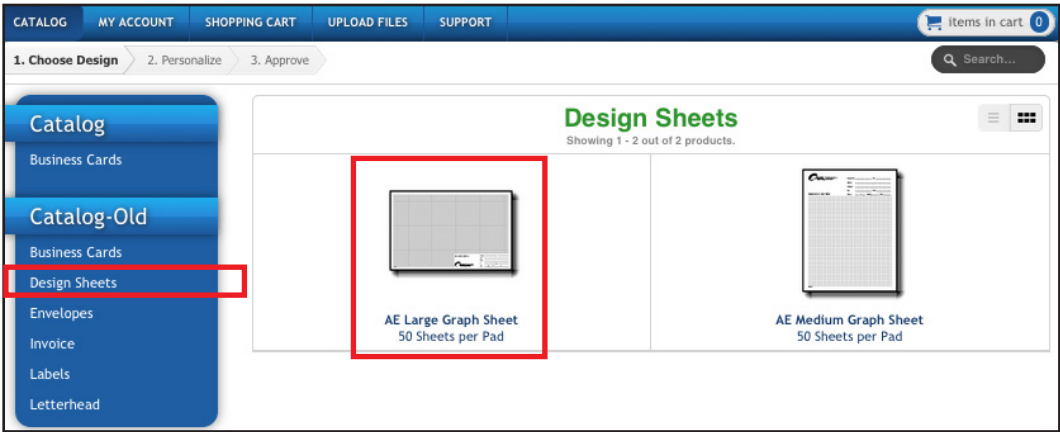 CATALOG MY ACCOUNT SHOPPING CART UPLOAD FILES SUPPORT items in cart 0
1. Choose Design 2. Personalize 3. Approve Search...
Catalog
Business Cards
Catalog-Old
Business Cards
Design Sheets
Envelopes
Invoice
Labels
Letterhead
Design Sheets
Showing 1 - 2 out of 2 products.
AE Large Graph Sheet
50 Sheets per Pad
AE Medium Graph Sheet
50 Sheets per Pad